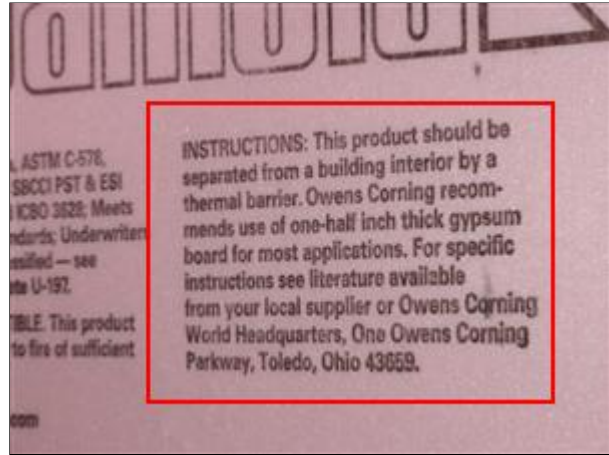 ASTM C-578,
SBCCI PST & ESI
ICBO 3628; Meets
Underwriters
see
U-197.
This product
to fire of sufficient
com
INSTRUCTIONS: This product should be
separated from a building interior by a
thermal barrier. Owens Corning recom-
mends use of one-half inch thick gypsum
board for most applications. For specific
instructions see literature available
from your local supplier or Owens Corning
World Headquarters, One Owens Corning
Parkway, Toledo, Ohio 43659.